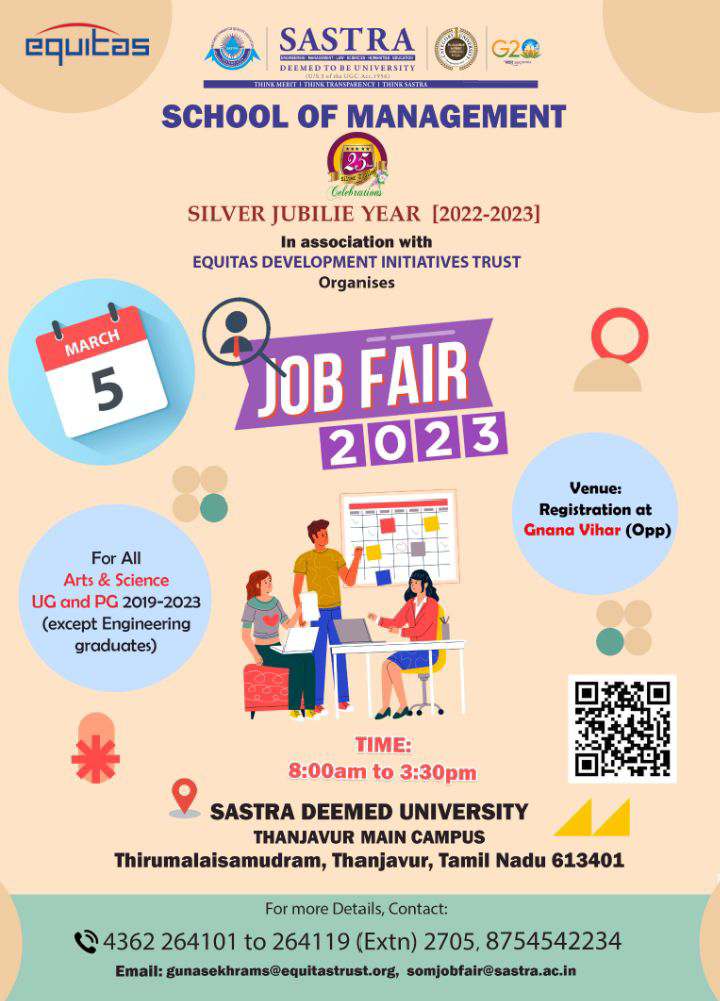 equitas
SASTRA
ENGINEERING · MANAGEMENT · LAW · SCIENCES · HUMANITIES · EDUCATION
DEEMED TO BE UNIVERSITY
(U/S 3 of the UGC Act, 1956)
THINK MERIT | THINK TRANSPARENCY | THINK SASTRA
G20
SCHOOL OF MANAGEMENT
25
Celebrations
SILVER JUBILIE YEAR [2022-2023]
In association with
EQUITAS DEVELOPMENT INITIATIVES TRUST
Organises
MARCH
5
JOB FAIR
2023
Venue:
Registration at
Gnana Vihar (Opp)
For All
Arts & Science
UG and PG 2019-2023
(except Engineering
graduates)
TIME:
8:00am to 3:30pm
SASTRA DEEMED UNIVERSITY
THANJAVUR MAIN CAMPUS
Thirumalaisamudram, Thanjavur, Tamil Nadu 613401
For more Details, Contact:
4362 264101 to 264119 (Extn) 2705, 8754542234
Email: gunasekhrams@equitastrust.org, somjobfair@sastra.ac.in